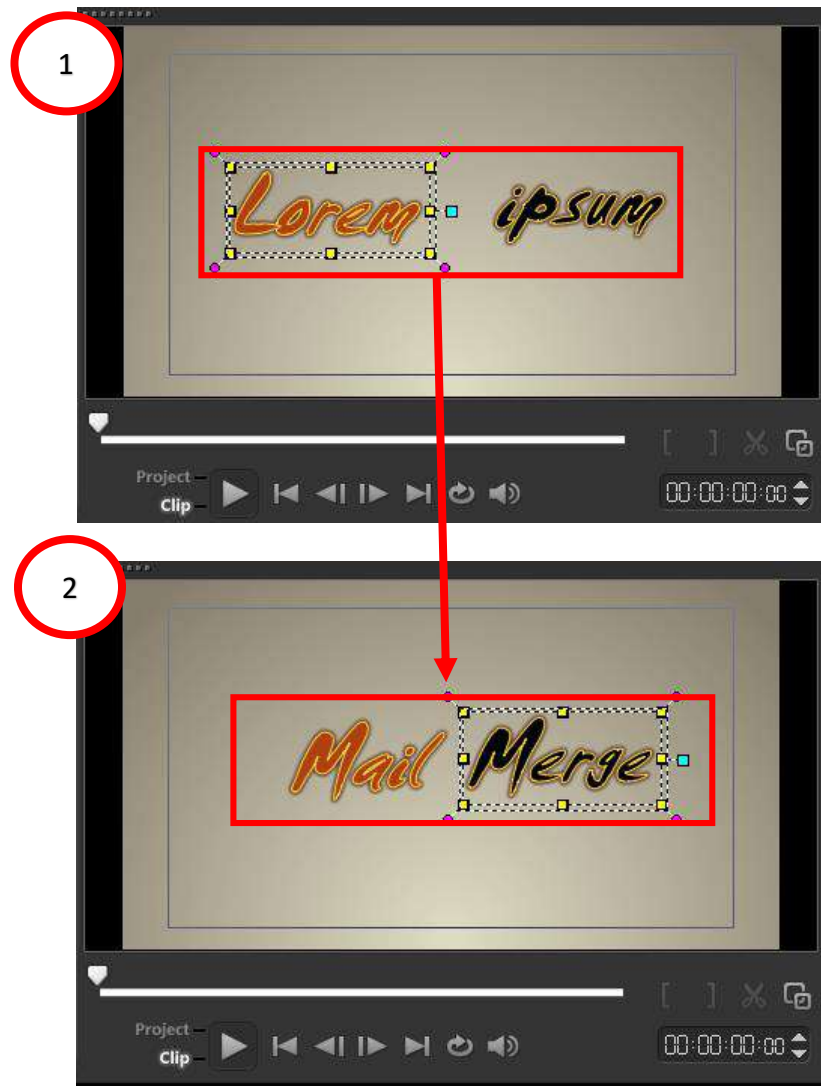 1
Lorem ipsum
Project
Clip
[ ]
00:00:00:00
2
Mail Merge
Project
Clip
[ ]
00:00:00:00